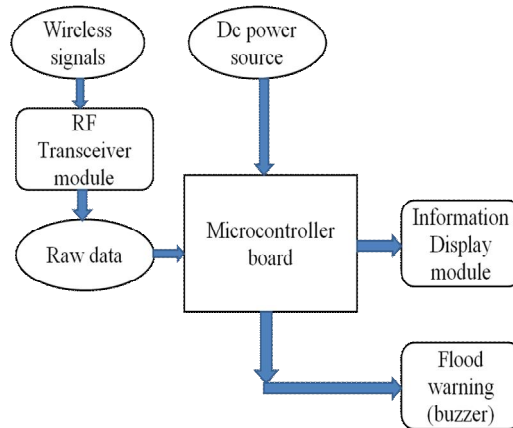 Wireless
signals
Dc power
source
RF
Transceiver
module
Raw data
Microcontroller
board
Information
Display
module
Flood
warning
(buzzer)